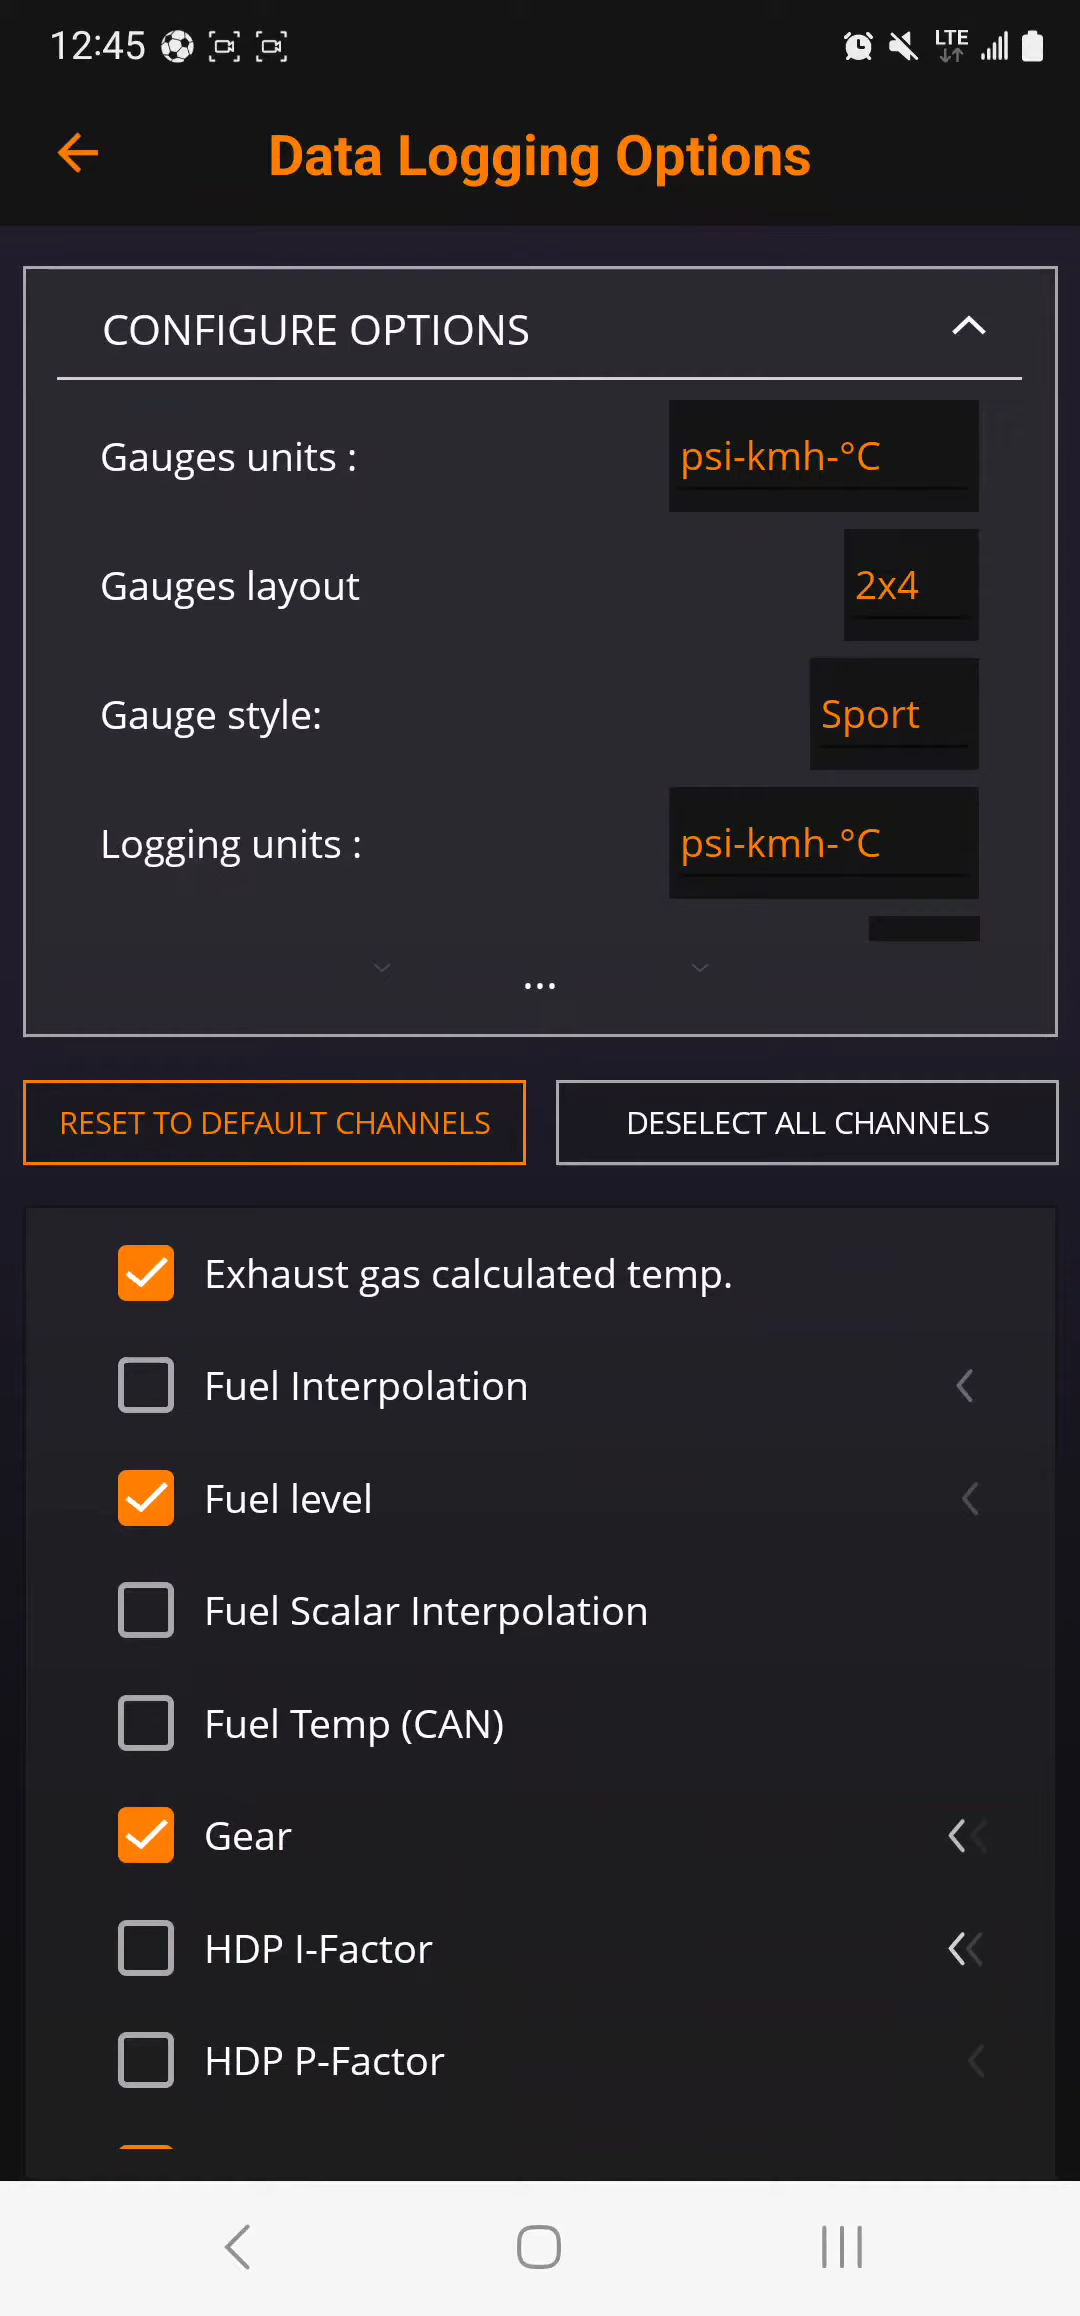 12:45
LTE
Data Logging Options
CONFIGURE OPTIONS
Gauges units :
psi-kmh-°C
Gauges layout
2x4
Gauge style:
Sport
Logging units :
psi-kmh-°C
...
RESET TO DEFAULT CHANNELS
DESELECT ALL CHANNELS
Exhaust gas calculated temp.
Fuel Interpolation
Fuel level
Fuel Scalar Interpolation
Fuel Temp (CAN)
Gear
HDP I-Factor
HDP P-Factor